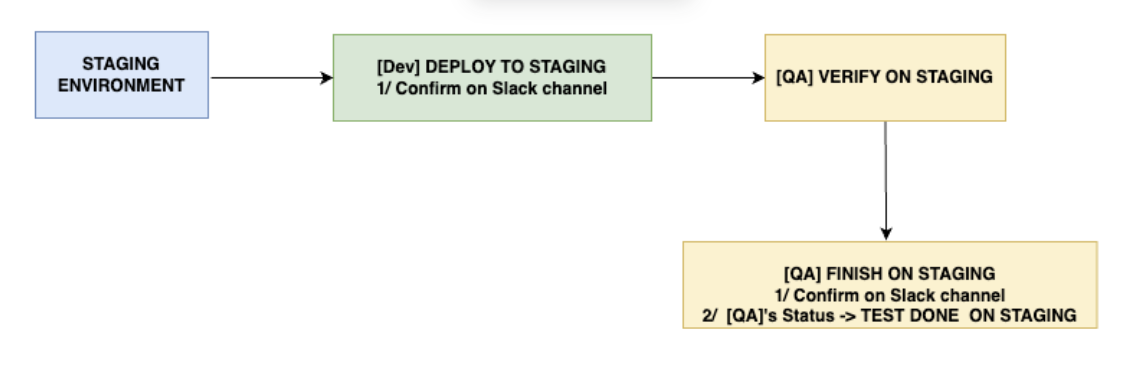 STAGING
ENVIRONMENT
[Dev] DEPLOY TO STAGING
1/ Confirm on Slack channel
[QA] VERIFY ON STAGING
[QA] FINISH ON STAGING
1/ Confirm on Slack channel
2/  [QA]'s Status -> TEST DONE  ON STAGING